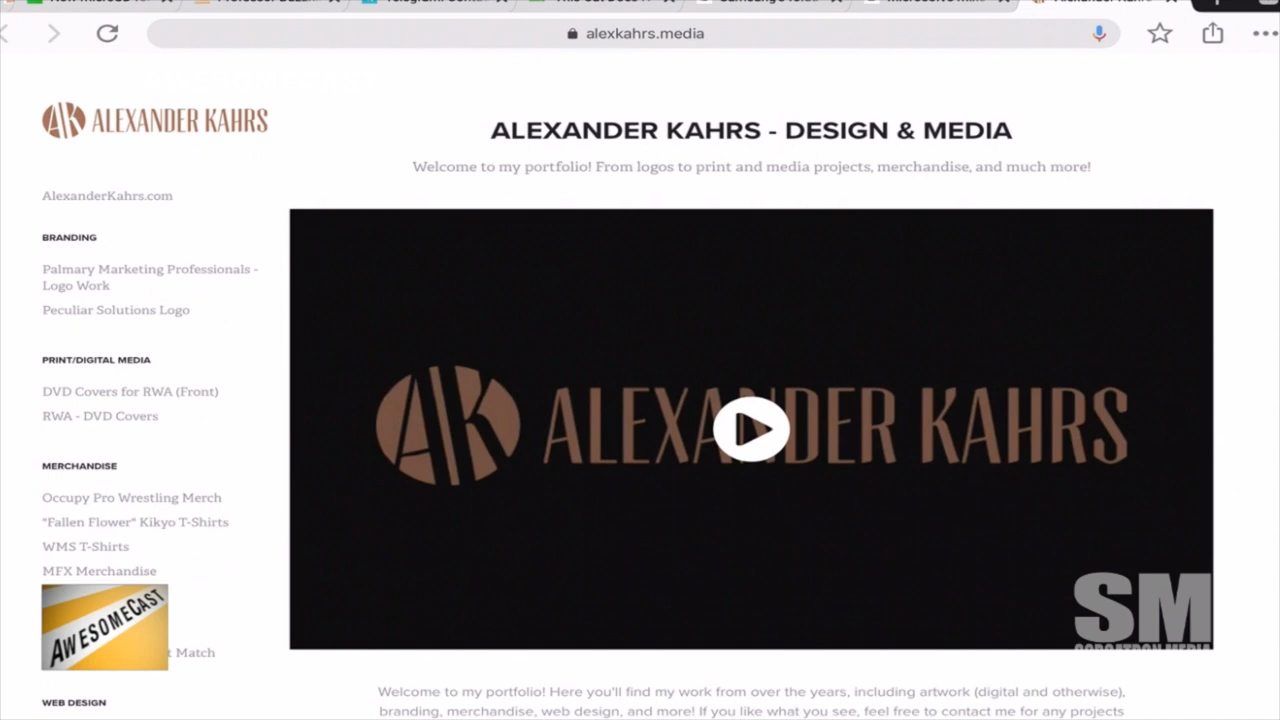 alexkahrs.media
AK ALEXANDER KAHRS
ALEXANDER KAHRS - DESIGN & MEDIA
Welcome to my portfolio! From logos to print and media projects, merchandise, and much more!
AlexanderKahrs.com
BRANDING
Palmary Marketing Professionals -
Logo Work
Peculiar Solutions Logo
PRINT/DIGITAL MEDIA
DVD Covers for RWA (Front)
RWA - DVD Covers
MERCHANDISE
Occupy Pro Wrestling Merch
*Fallen Flower* Kikyo T-Shirts
WMS T-Shirts
MFX Merchandise
AWESOMECAST
t Match
WEB DESIGN
AK ALEXANDER KAHRS
SM
SORGATRON MEDIA
Welcome to my portfolio! Here you'll find my work from over the years, including artwork (digital and otherwise),
branding, merchandise, web design, and more! If you like what you see, feel free to contact me for any projects